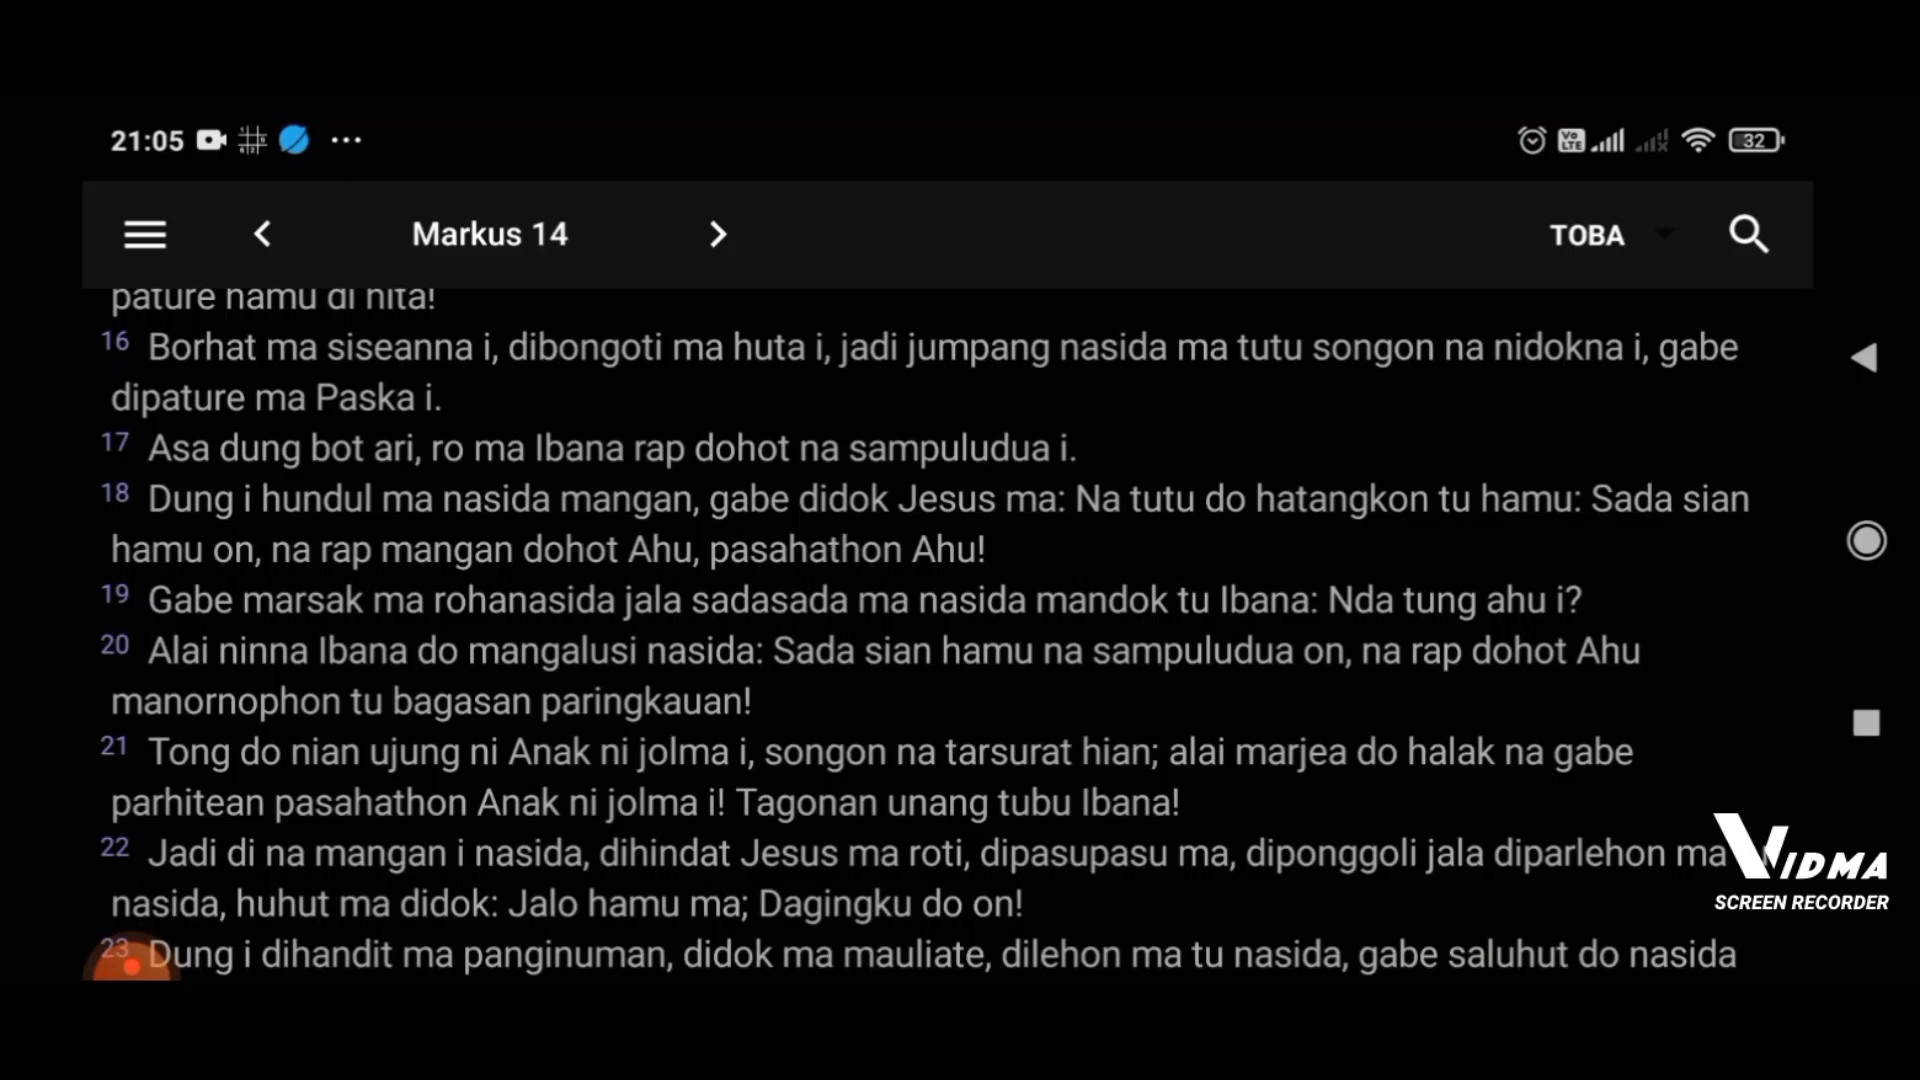 21:05 ...
Vo LTE 32
Markus 14 TOBA
pature hamu di hita!
16 Borhat ma siseanna i, dibongoti ma huta i, jadi jumpang nasida ma tutu songon na nidokna i, gabe
dipature ma Paska i.
17 Asa dung bot ari, ro ma Ibana rap dohot na sampuludua i.
18 Dung i hundul ma nasida mangan, gabe didok Jesus ma: Na tutu do hatangkon tu hamu: Sada sian
hamu on, na rap mangan dohot Ahu, pasahathon Ahu!
19 Gabe marsak ma rohanasida jala sadasada ma nasida mandok tu Ibana: Nda tung ahu i?
20 Alai ninna Ibana do mangalusi nasida: Sada sian hamu na sampuludua on, na rap dohot Ahu
manornophon tu bagasan paringkauan!
21 Tong do nian ujung ni Anak ni jolma i, songon na tarsurat hian; alai marjea do halak na gabe
parhitean pasahathon Anak ni jolma i! Tagonan unang tubu Ibana!
22 Jadi di na mangan i nasida, dihindat Jesus ma roti, dipasupasu ma, diponggoli jala diparlehon ma
nasida, huhut ma didok: Jalo hamu ma; Dagingku do on!
23 Dung i dihandit ma panginuman, didok ma mauliate, dilehon ma tu nasida, gabe saluhut do nasida
VIDMA
SCREEN RECORDER